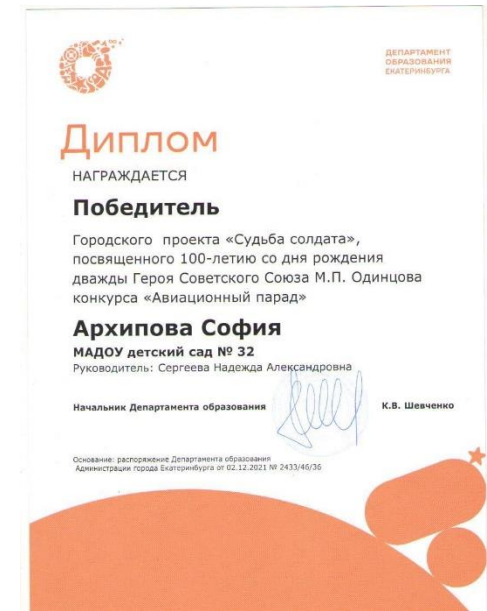 ДЕПАРТАМЕНТ
ОБРАЗОВАНИЯ
ЕКАТЕРИНБУРГА
Диплом
НАГРАЖДАЕТСЯ
Победитель
Городского проекта «Судьба солдата»,
посвященного 100-летию со дня рождения
дважды Героя Советского Союза М.П. Одинцова
конкурса «Авиационный парад»
Архипова София
МАДОУ детский сад № 32
Руководитель: Сергеева Надежда Александровна
Начальник Департамента образования К.В. Шевченко
Основание: распоряжение Департамента образования
Администрации города Екатеринбурга от 02.12.2021 № 2433/46/36